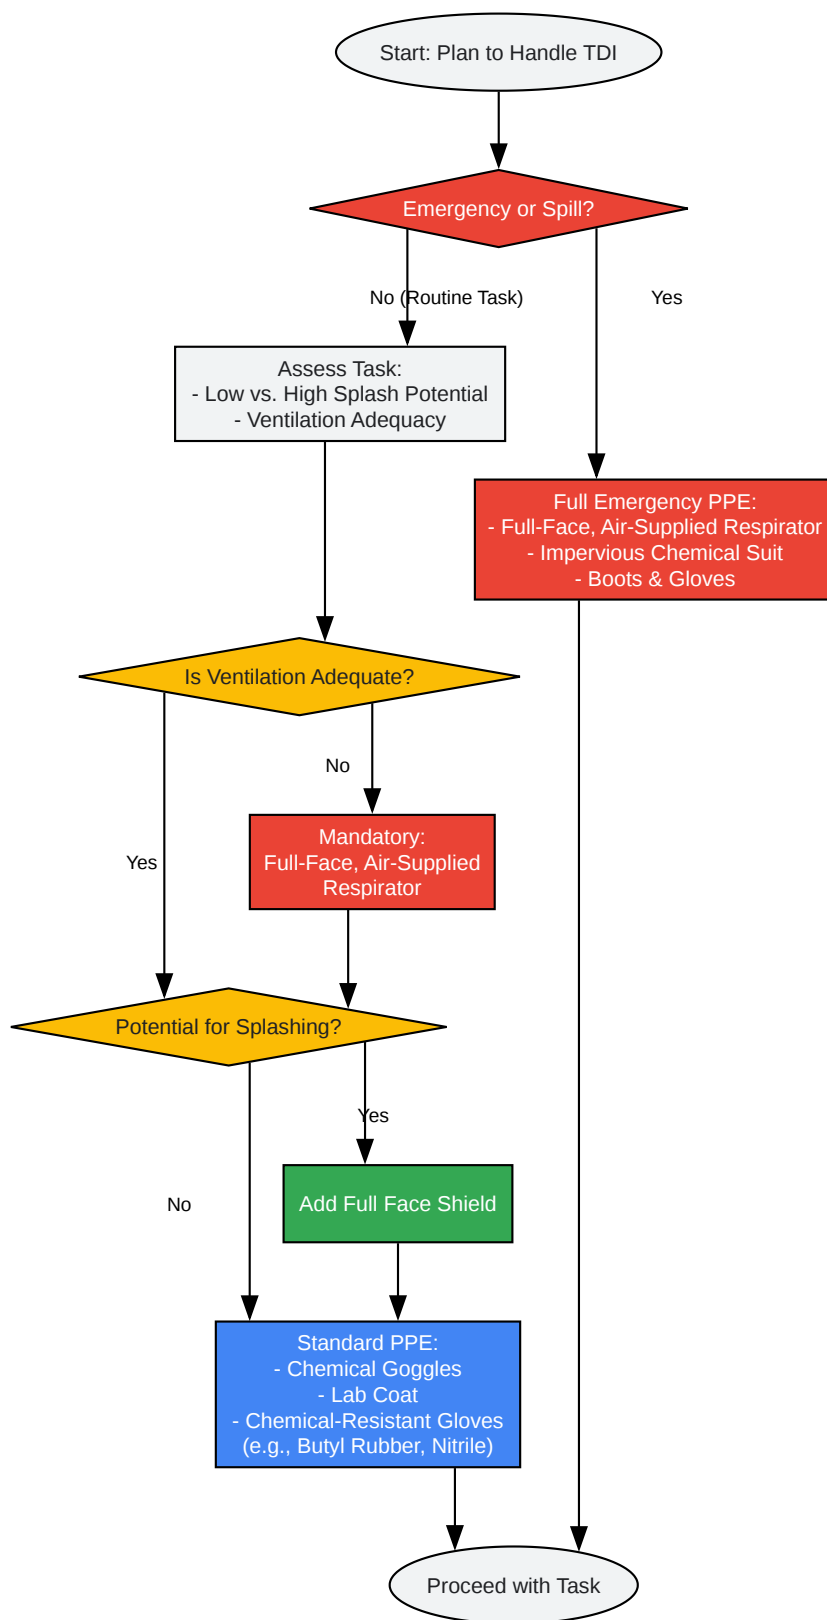 Start: Plan to Handle TDI
Emergency or Spill?
No (Routine Task)
Yes
Assess Task:
- Low vs. High Splash Potential
- Ventilation Adequacy
Full Emergency PPE:
- Full-Face, Air-Supplied Respirator
- Impervious Chemical Suit
- Boots & Gloves
Is Ventilation Adequate?
No
Yes
Mandatory:
Full-Face, Air-Supplied
Respirator
Potential for Splashing?
Yes
No
Add Full Face Shield
Standard PPE:
- Chemical Goggles
- Lab Coat
- Chemical-Resistant Gloves
(e.g., Butyl Rubber, Nitrile)
Proceed with Task